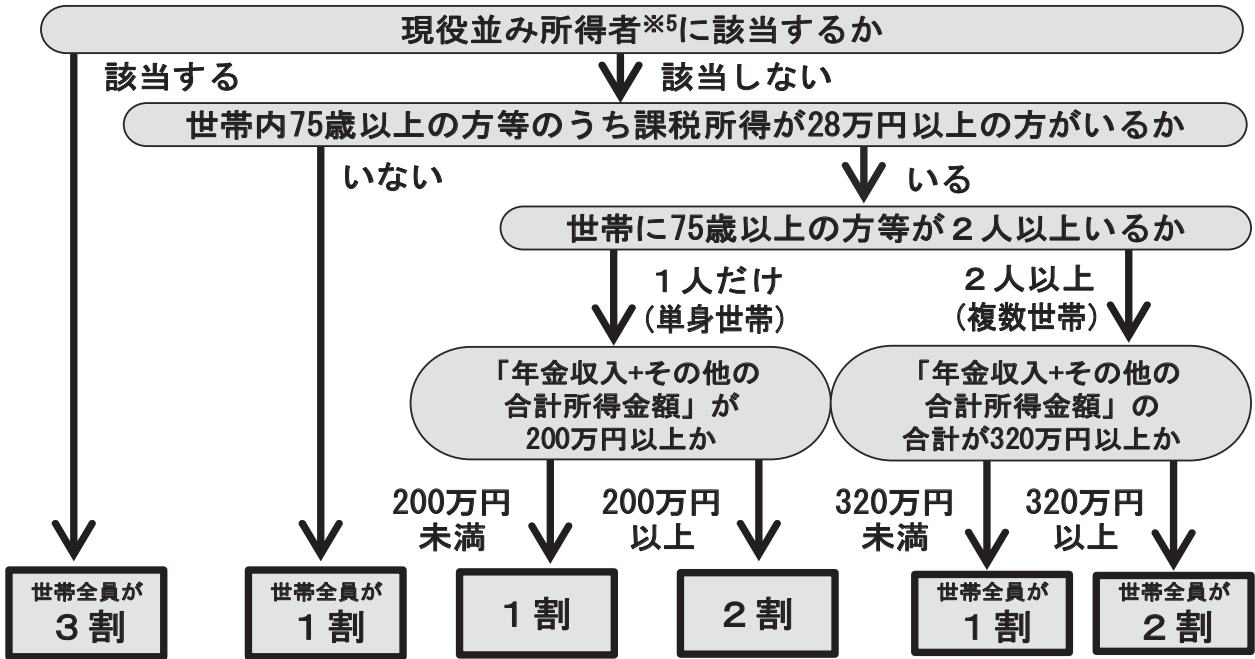 現役並み所得者※5に該当するか
該当する
該当しない
世帯内75歳以上の方等のうち課税所得が28万円以上の方がいるか
いない
いる
世帯に75歳以上の方等が２人以上いるか
１人だけ
(単身世帯)
２人以上
(複数世帯)
「年金収入+その他の
合計所得金額」が
200万円以上か
「年金収入+その他の
合計所得金額」の
合計が320万円以上か
200万円
未満
200万円
以上
320万円
未満
320万円
以上
世帯全員が
３割
世帯全員が
１割
１割
２割
世帯全員が
１割
世帯全員が
２割